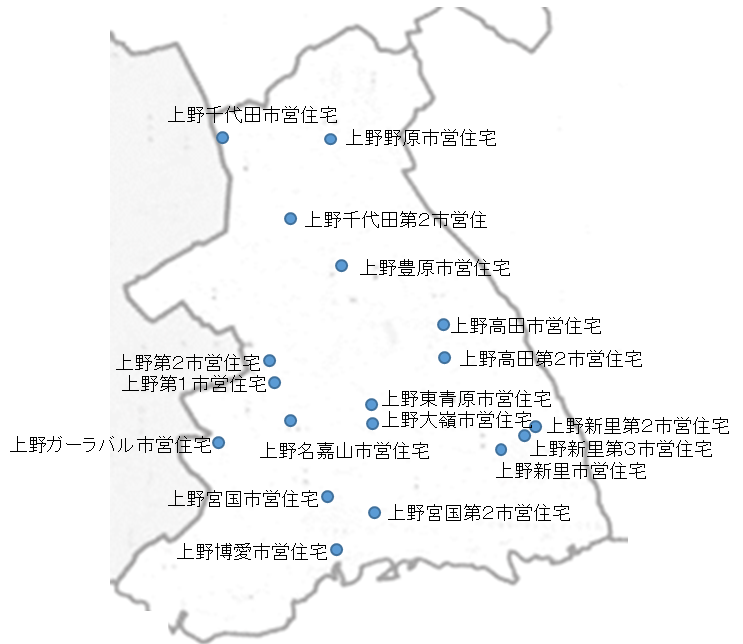 上野千代田市営住宅
上野野原市営住宅
上野千代田第2市営住
上野豊原市営住宅
上野高田市営住宅
上野高田第2市営住宅
上野第2市営住宅
上野第1市営住宅
上野東青原市営住宅
上野大嶺市営住宅
上野新里第2市営住宅
上野ガーラバル市営住宅
上野名嘉山市営住宅
上野新里第3市営住宅
上野新里市営住宅
上野宮国市営住宅
上野宮国第2市営住宅
上野博愛市営住宅